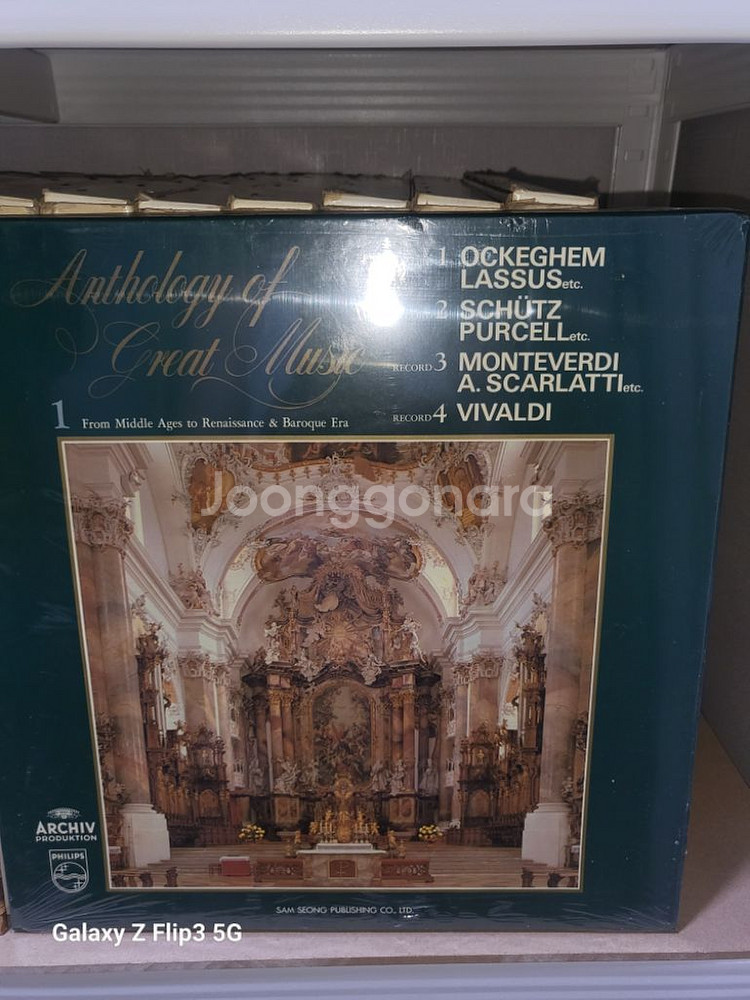 Anthology of
Great Music
1 From Middle Ages to Renaissance & Baroque Era
1 OCKEGHEM
LASSUS etc.
2 SCHÜTZ
PURCELL etc.
RECORD 3 MONTEVERDI
A. SCARLATTI etc.
RECORD 4 VIVALDI
Joonggonara
ARCHIV
PRODUKTION
PHILIPS
SAM SEONG PUBLISHING CO., LTD.
Galaxy Z Flip3 5G